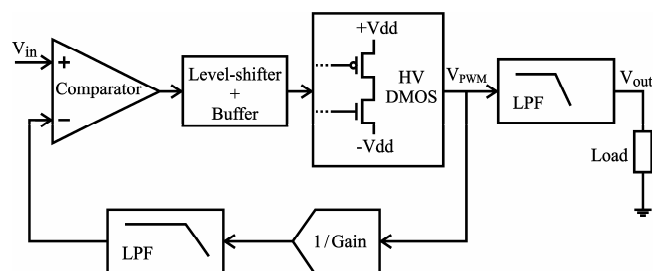 Vin
+
Comparator
−
Level-shifter
+
Buffer
+Vdd
HV
DMOS
-Vdd
VPWM
LPF
Vout
Load
1/Gain
LPF